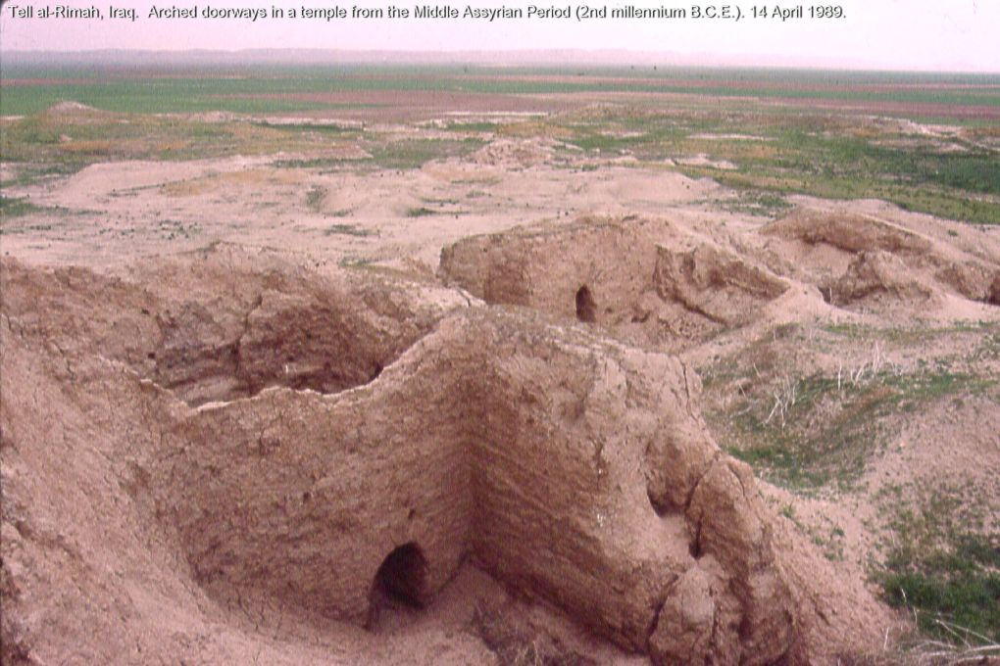 Tell al-Rimah, Iraq.  Arched doorways in a temple from the Middle Assyrian Period (2nd millennium B.C.E.). 14 April 1989.